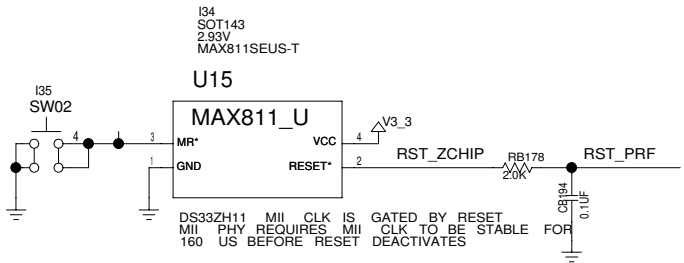 I34
SOT143
2.93V
MAX811SEUS-T
U15
I35
SW02
MAX811_U
4
3
MR*
VCC
4
V3_3
1
GND
RESET*
2
RST_ZCHIP
RB178
2.0K
RST_PRF
CB194
0.1UF
DS33ZH11 MII CLK IS GATED BY RESET
MII PHY REQUIRES MII CLK TO BE STABLE FOR
160 US BEFORE RESET DEACTIVATES